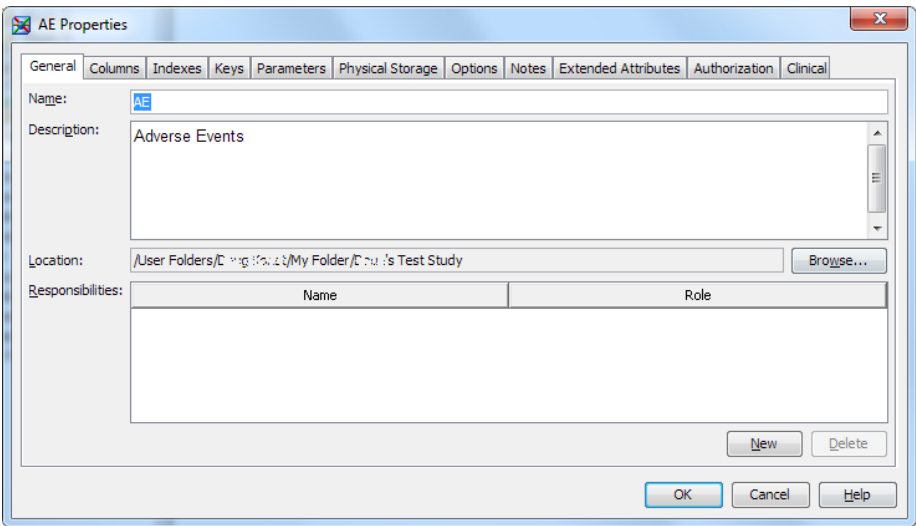 AE Properties
General Columns Indexes Keys Parameters Physical Storage Options Notes Extended Attributes Authorization Clinical
Name: AE
Description: Adverse Events
Location: /User Folders/ /My Folder/ 's Test Study Browse...
Responsibilities: Name Role
New Delete
OK Cancel Help